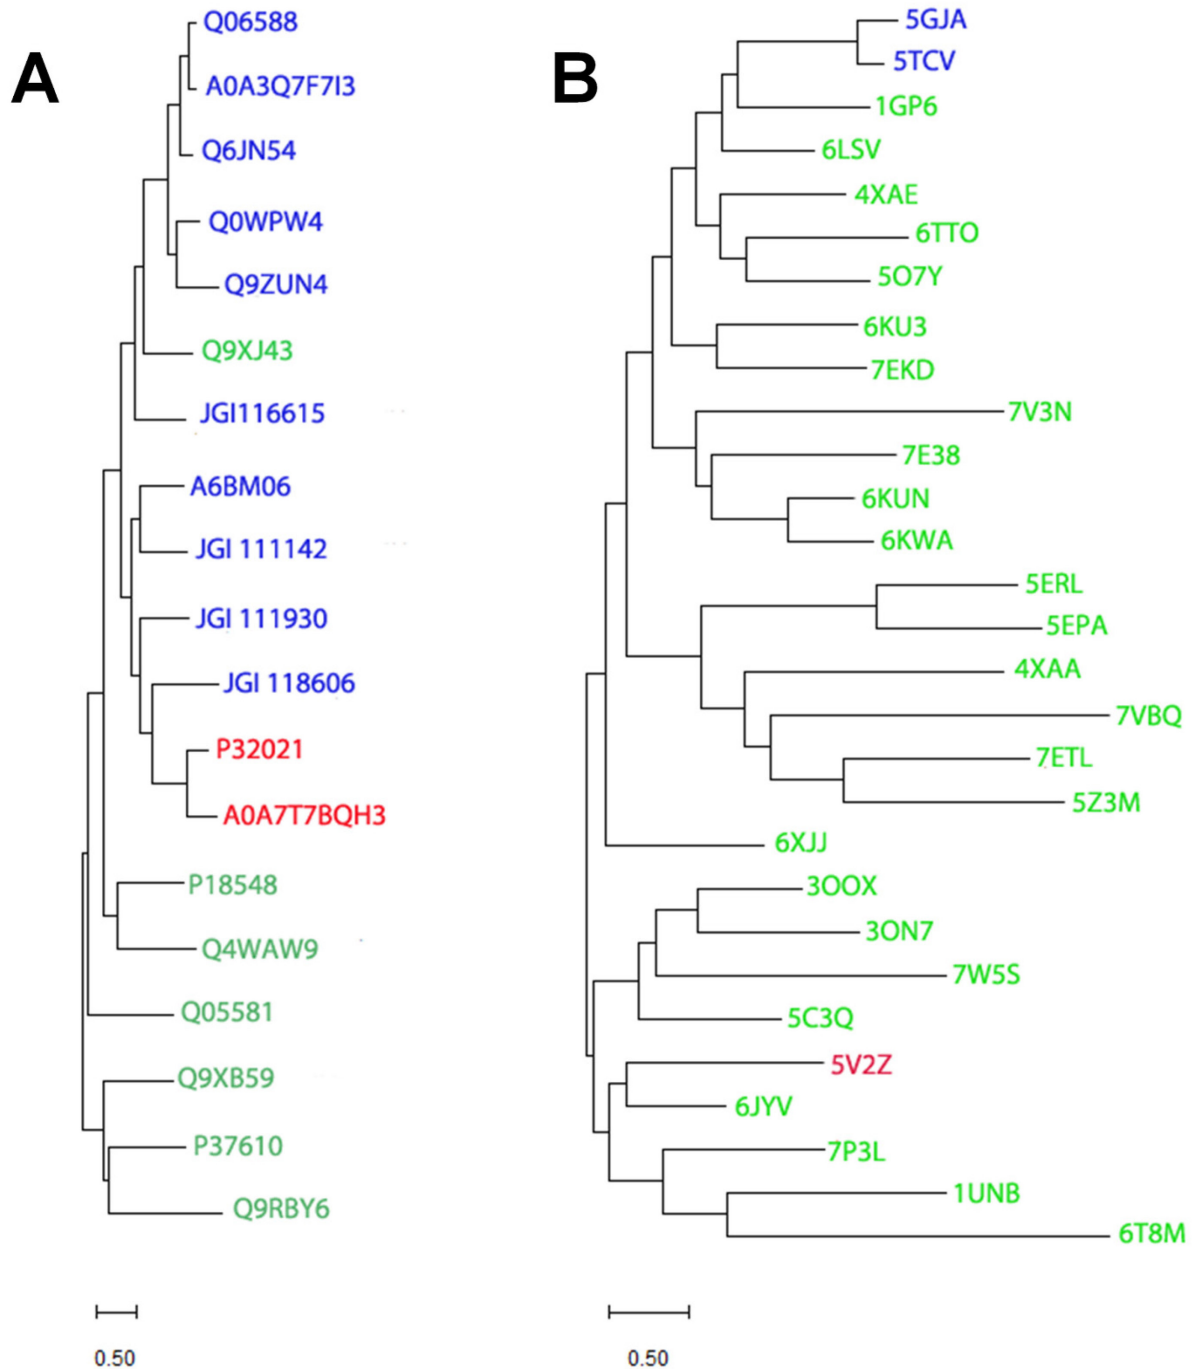 A
Q06588
A0A3Q7F7I3
Q6JN54
Q0WPW4
Q9ZUN4
Q9XJ43
JGI116615
A6BM06
JGI 111142
JGI 111930
JGI 118606
P32021
A0A7T7BQH3
P18548
Q4WAW9
Q05581
Q9XB59
P37610
Q9RBY6
0.50
B
5GJA
5TCV
1GP6
6LSV
4XAE
6TTO
5O7Y
6KU3
7EKD
7V3N
7E38
6KUN
6KWA
5ERL
5EPA
4XAA
7VBQ
7ETL
5Z3M
6XJJ
3OOX
3ON7
7W5S
5C3Q
5V2Z
6JYV
7P3L
1UNB
6T8M
0.50